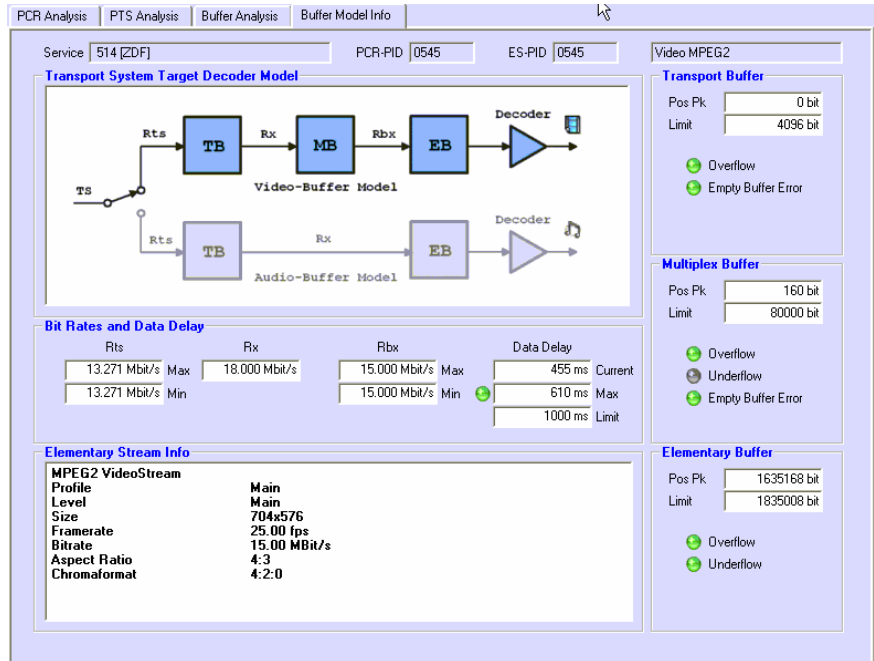 PCR Analysis PTS Analysis Buffer Analysis Buffer Model Info
Service 514 [ZDF] PCR-PID 0545 ES-PID 0545 Video MPEG2
Transport System Target Decoder Model
Decoder
Rts Rx Rbx
TB MB EB
Video-Buffer Model
TS
Decoder
Rts Rx
TB EB
Audio-Buffer Model
Bit Rates and Data Delay
Rts Rx Rbx Data Delay
13.271 Mbit/s Max 18.000 Mbit/s 15.000 Mbit/s Max 455 ms Current
13.271 Mbit/s Min 15.000 Mbit/s Min 610 ms Max
1000 ms Limit
Elementary Stream Info
MPEG2 VideoStream
Profile Main
Level Main
Size 704x576
Framerate 25.00 fps
Bitrate 15.00 MBit/s
Aspect Ratio 4:3
Chromaformat 4:2:0
Transport Buffer
Pos Pk 0 bit
Limit 4096 bit
Overflow
Empty Buffer Error
Multiplex Buffer
Pos Pk 160 bit
Limit 80000 bit
Overflow
Underflow
Empty Buffer Error
Elementary Buffer
Pos Pk 1635168 bit
Limit 1835008 bit
Overflow
Underflow